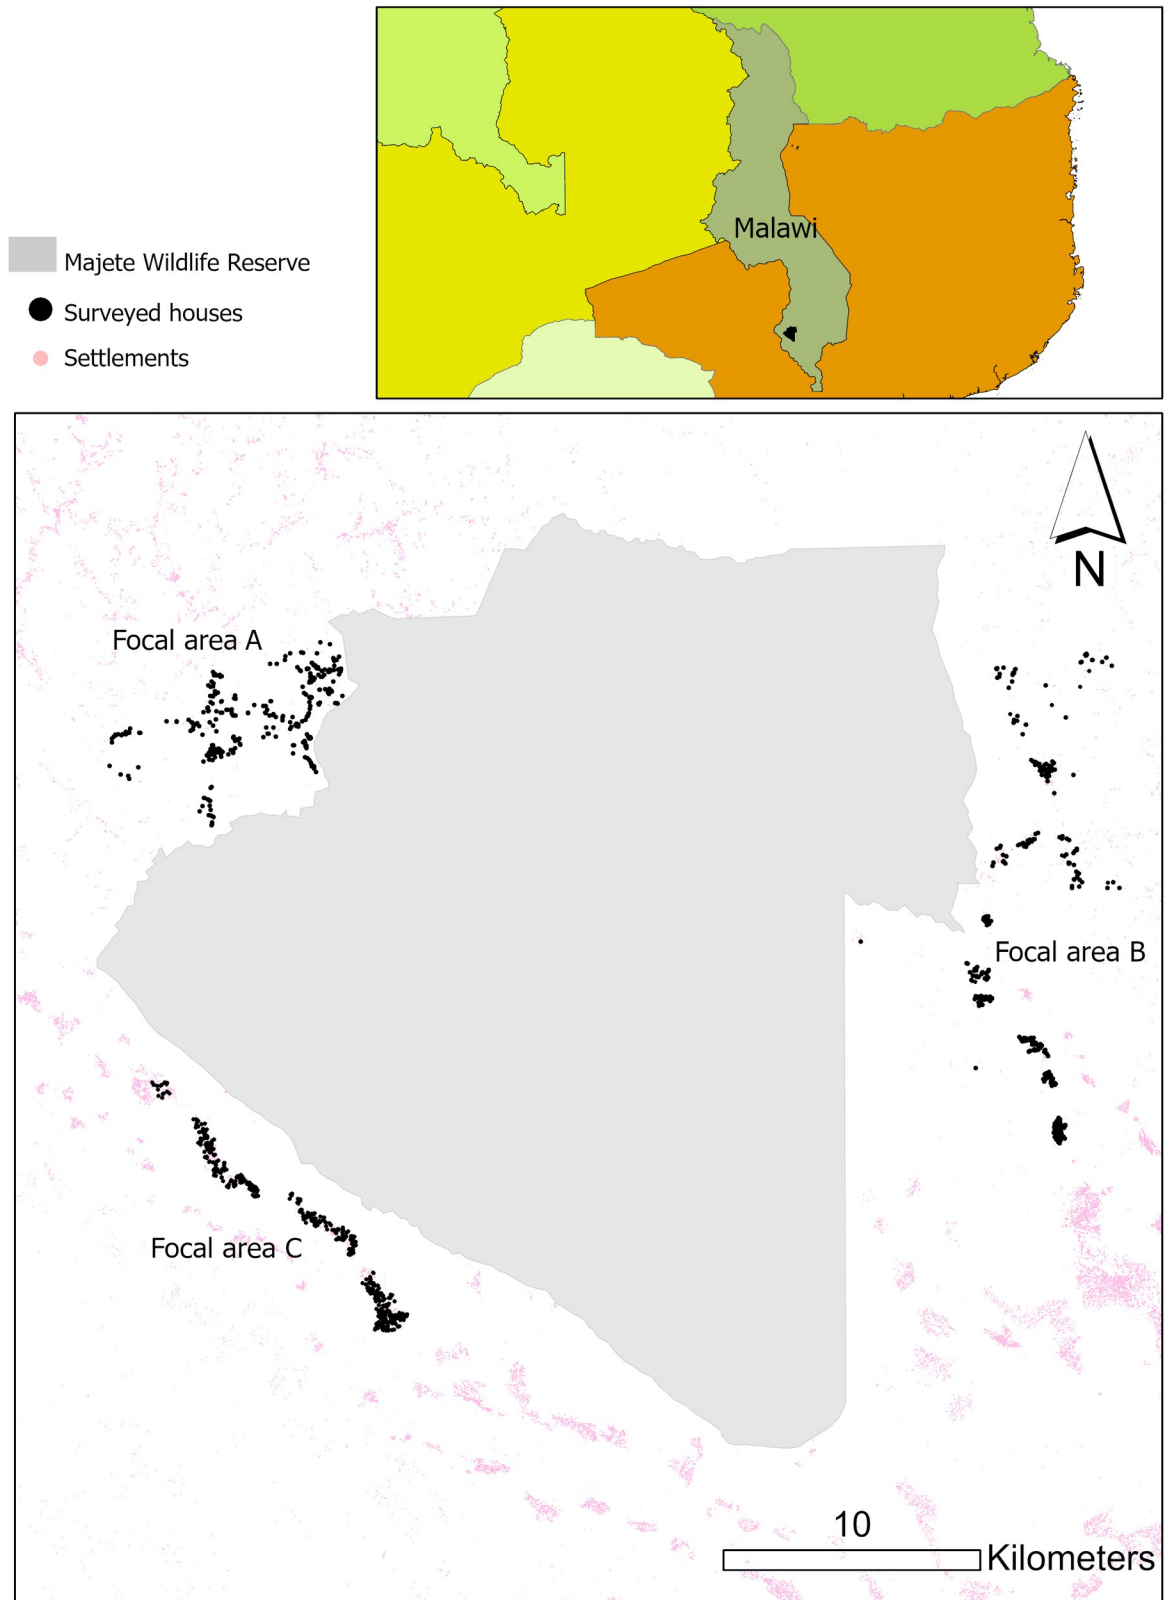 Malawi
Majete Wildlife Reserve
Surveyed houses
Settlements
N
Focal area A
Focal area B
Focal area C
10
Kilometers